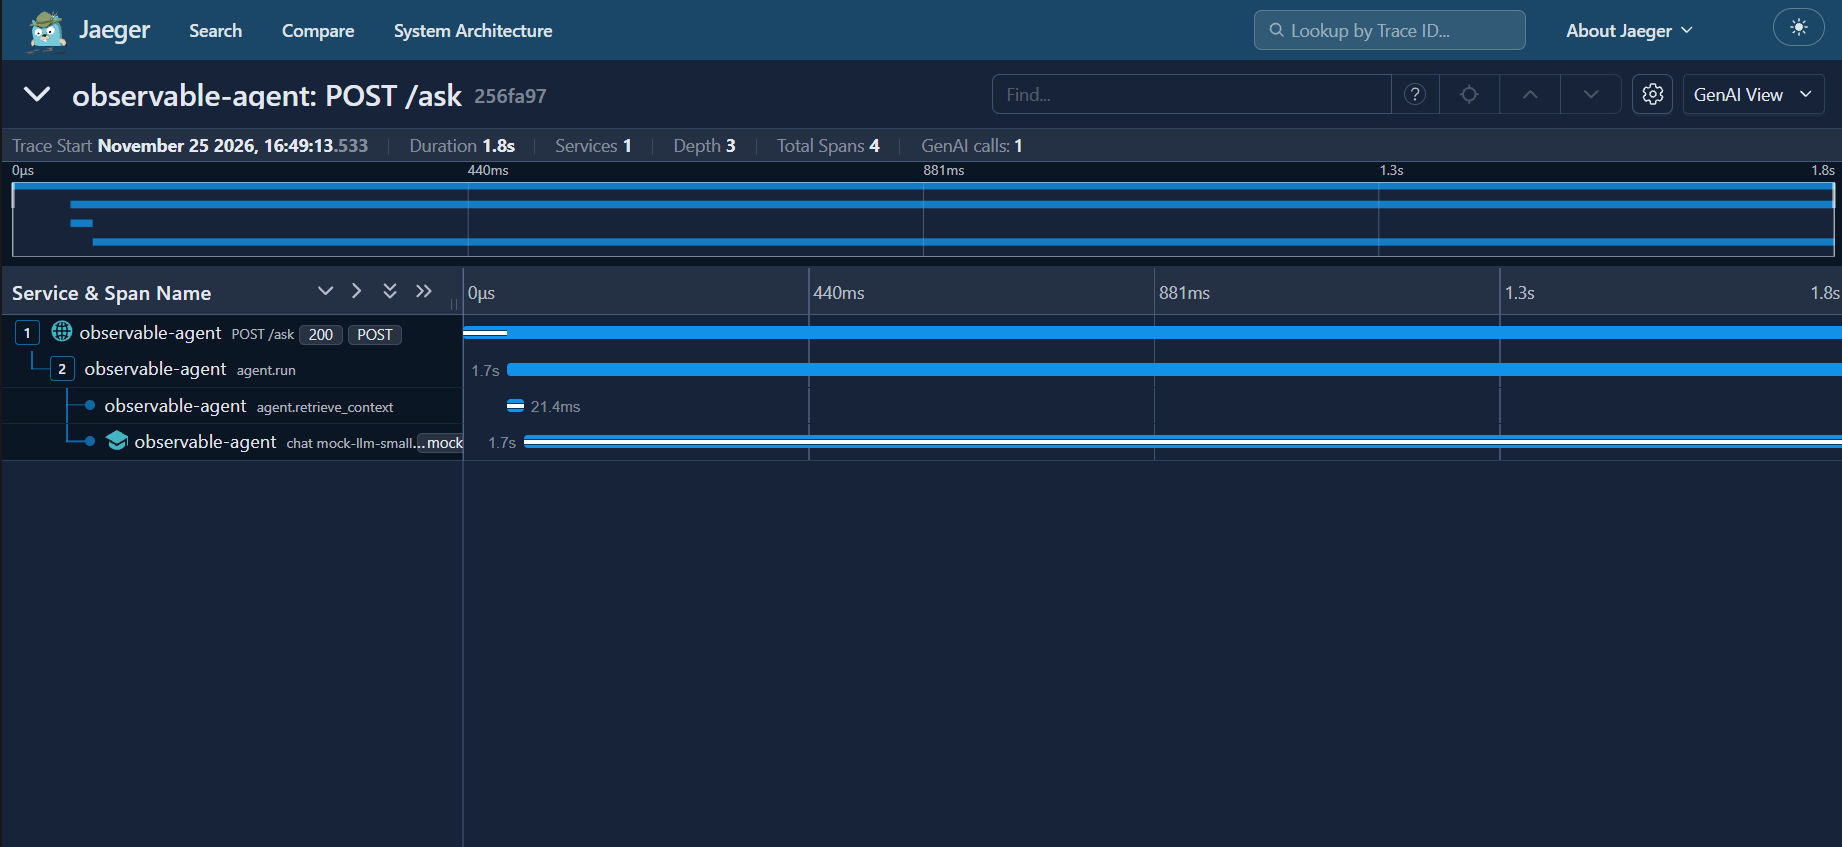 Jaeger Search Compare System Architecture Lookup by Trace ID... About Jaeger
observable-agent: POST /ask 256fa97 Find... ? GenAI View
Trace Start November 25 2026, 16:49:13.533 Duration 1.8s Services 1 Depth 3 Total Spans 4 GenAI calls: 1
0μs 440ms 881ms 1.3s 1.8s
Service & Span Name 0μs 440ms 881ms 1.3s 1.8s
1 observable-agent POST /ask 200 POST
2 observable-agent agent.run 1.7s
observable-agent agent.retrieve_context 21.4ms
observable-agent chat mock-llm-small... mock 1.7s